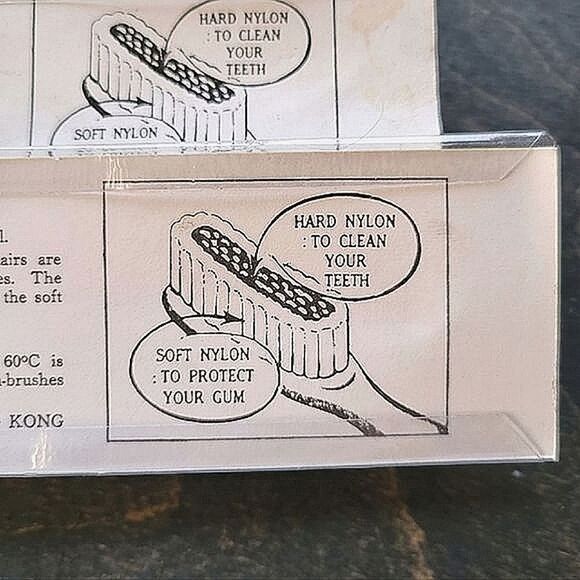 HARD NYLON
: TO CLEAN
YOUR
TEETH
SOFT NYLON
l.
airs are
es. The
the soft
60°C is
-brushes
KONG
HARD NYLON
: TO CLEAN
YOUR
TEETH
SOFT NYLON
: TO PROTECT
YOUR GUM